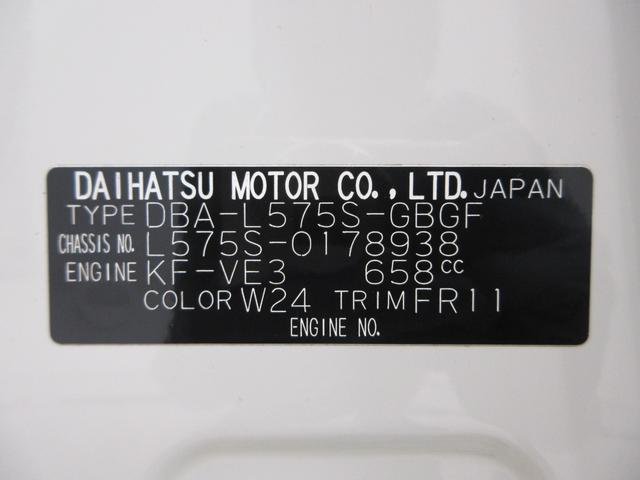 DAIHATSU MOTOR CO.,LTD. JAPAN
TYPE DBA-L575S-GBGF
CHASSIS NO. L575S-0178938
ENGINE KF-VE3 658cc
COLOR W24 TRIM FR11
ENGINE NO.